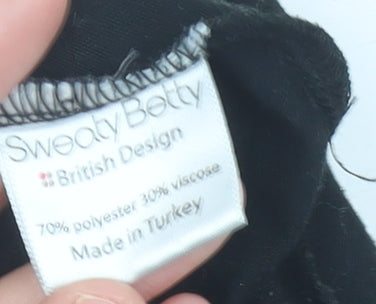 Sweaty Betty
British Design
70% polyester 30% viscose
Made in Turkey